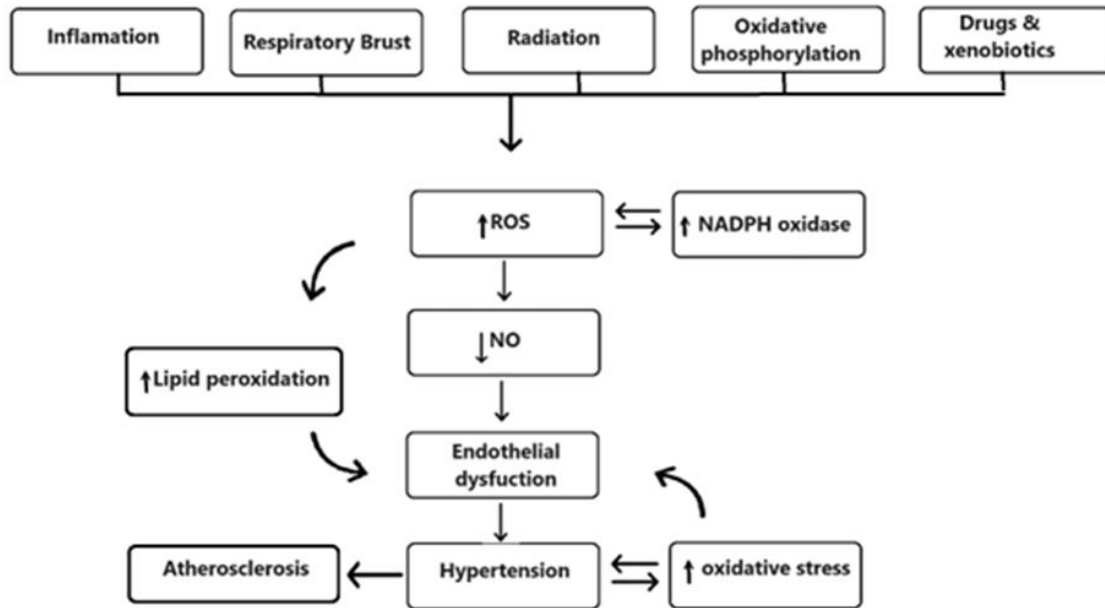 Inflamation
Respiratory Brust
Radiation
Oxidative
phosphorylation
Drugs &
xenobiotics
↑ROS
↑ NADPH oxidase
↓NO
↑Lipid peroxidation
Endothelial
dysfuction
Atherosclerosis
Hypertension
↑ oxidative stress